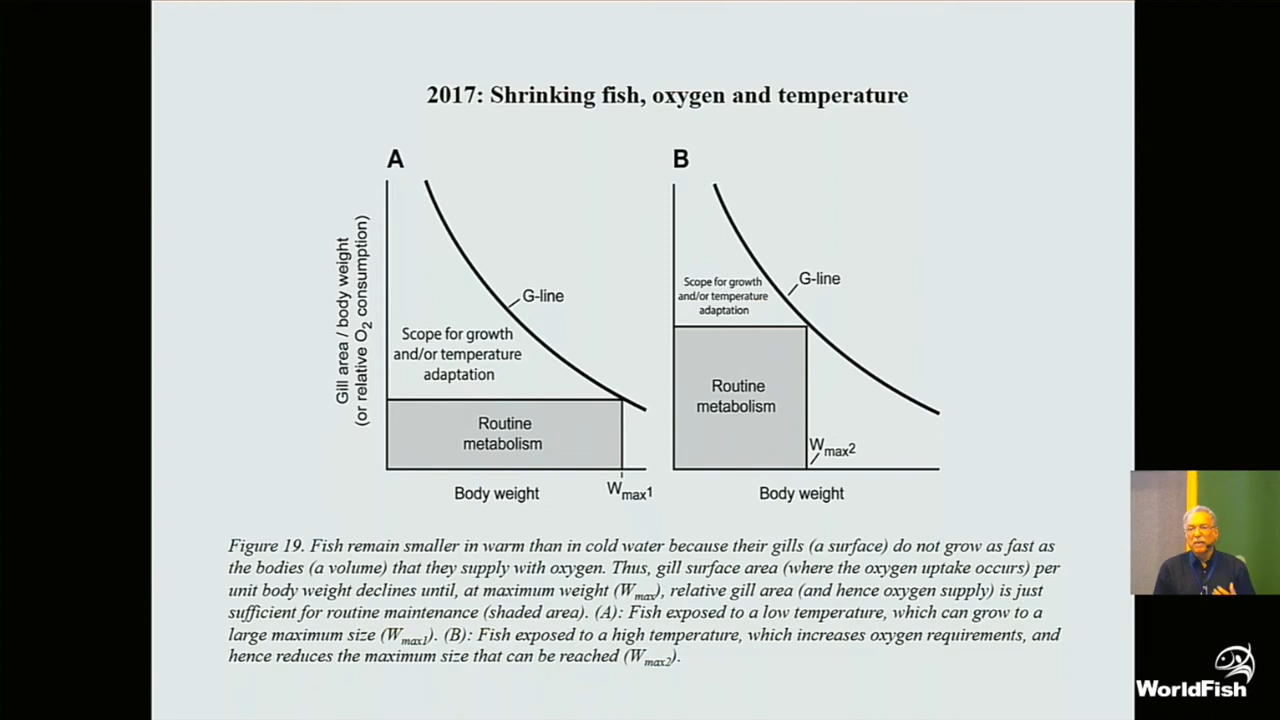 2017: Shrinking fish, oxygen and temperature
A
Gill area / body weight
(or relative O2 consumption)
G-line
Scope for growth
and/or temperature
adaptation
Routine
metabolism
Body weight
Wmax1
B
G-line
Scope for growth
and/or temperature
adaptation
Routine
metabolism
Wmax2
Body weight
Figure 19. Fish remain smaller in warm than in cold water because their gills (a surface) do not grow as fast as
the bodies (a volume) that they supply with oxygen. Thus, gill surface area (where the oxygen uptake occurs) per
unit body weight declines until, at maximum weight (Wmax), relative gill area (and hence oxygen supply) is just
sufficient for routine maintenance (shaded area). (A): Fish exposed to a low temperature, which can grow to a
large maximum size (Wmax1). (B): Fish exposed to a high temperature, which increases oxygen requirements, and
hence reduces the maximum size that can be reached (Wmax2).
WorldFish